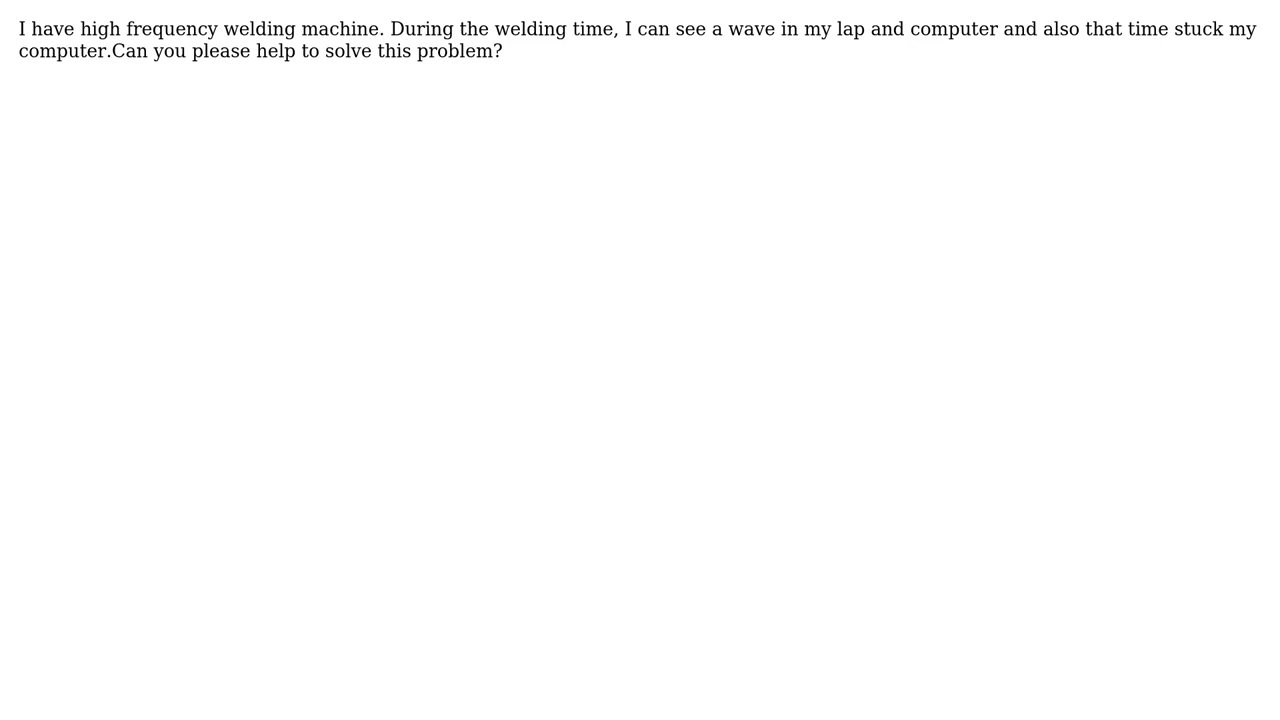 I have high frequency welding machine. During the welding time, I can see a wave in my lap and computer and also that time stuck my
computer.Can you please help to solve this problem?